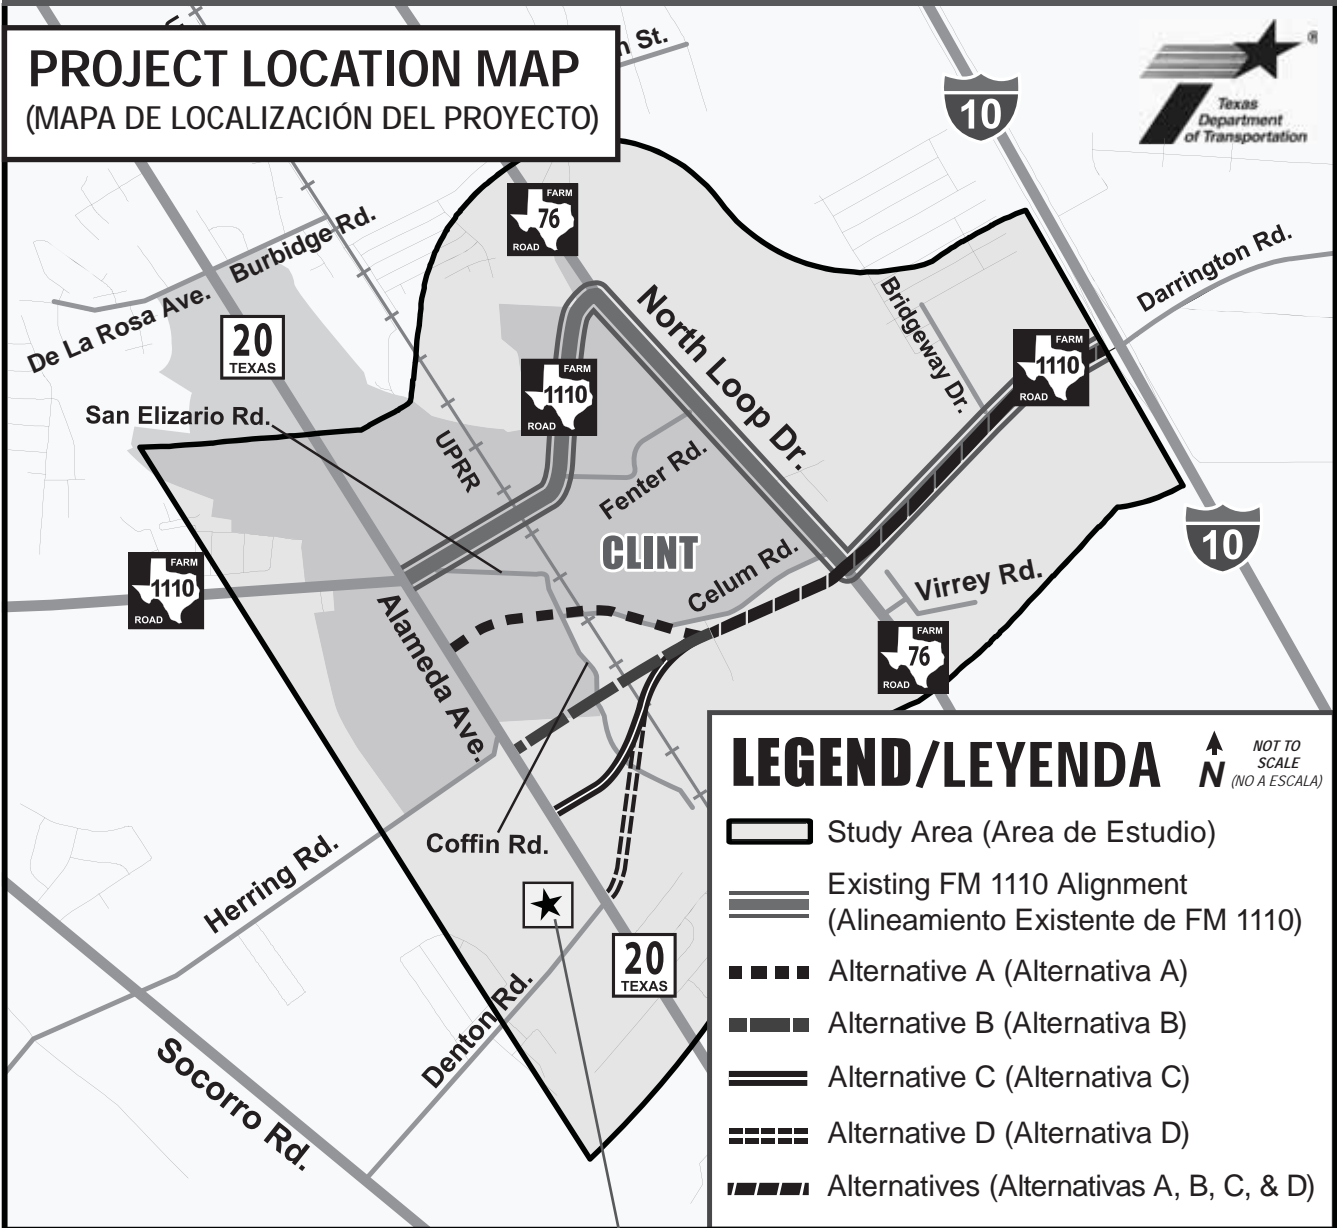 PROJECT LOCATION MAP
(MAPA DE LOCALIZACIÓN DEL PROYECTO)
St.
10
®
Texas
Department
of Transportation
FARM
76
ROAD
Burbidge Rd.
De La Rosa Ave.
Darrington Rd.
20
TEXAS
North Loop Dr.
Bridgeway Dr.
FARM
1110
ROAD
FARM
1110
ROAD
San Elizario Rd.
UPRR
Fenter Rd.
CLINT
10
FARM
1110
ROAD
Celum Rd.
Virrey Rd.
Alameda Ave.
FARM
76
ROAD
Coffin Rd.
Herring Rd.
20
TEXAS
Denton Rd.
Socorro Rd.
LEGEND/LEYENDA
N
NOT TO
SCALE
(NO A ESCALA)
Study Area (Area de Estudio)
Existing FM 1110 Alignment
(Alineamiento Existente de FM 1110)
Alternative A (Alternativa A)
Alternative B (Alternativa B)
Alternative C (Alternativa C)
Alternative D (Alternativa D)
Alternatives (Alternativas A, B, C, & D)